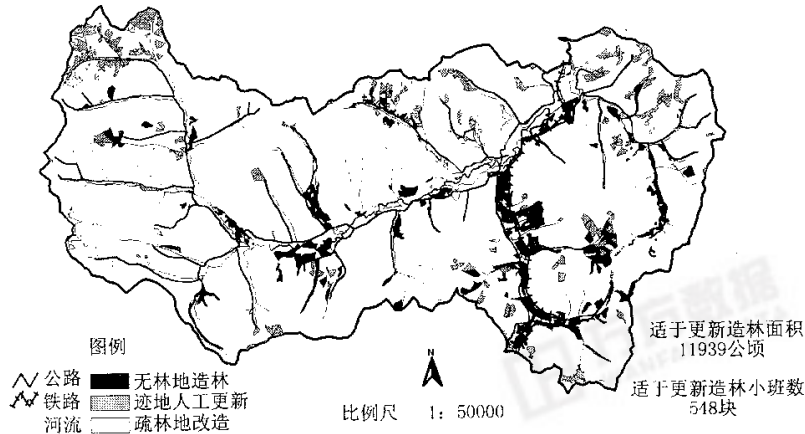 适于更新造林面积
11939公顷
适于更新造林小班数
548块
图例
公路
无林地造林
铁路
迹地人工更新
河流
疏林地改造
N
比例尺 1:50000